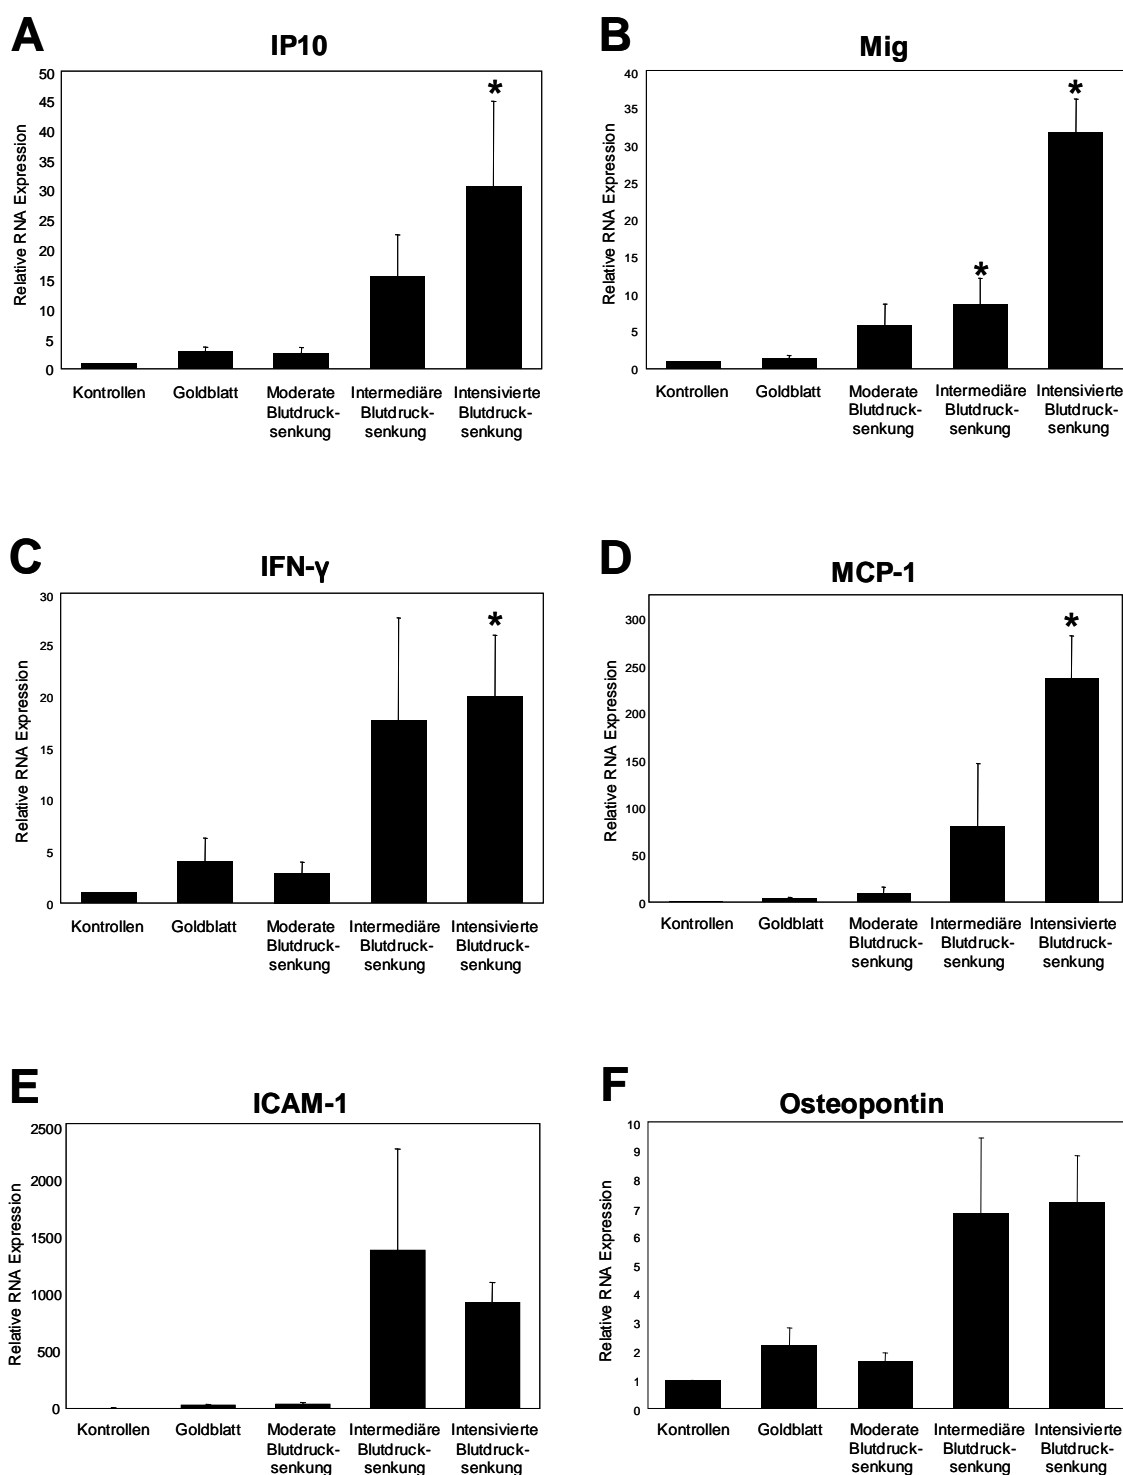 A
IP10
Relative RNA Expression
50
45
40
35
30
25
20
15
10
5
0
*
Kontrollen
Goldblatt
Moderate
Blutdruck-
senkung
Intermediäre
Blutdruck-
senkung
Intensivierte
Blutdruck-
senkung
B
Mig
Relative RNA Expression
40
35
30
25
20
15
10
5
0
*
*
Kontrollen
Goldblatt
Moderate
Blutdruck-
senkung
Intermediäre
Blutdruck-
senkung
Intensivierte
Blutdruck-
senkung
C
IFN-γ
Relative RNA Expression
30
25
20
15
10
5
0
*
Kontrollen
Goldblatt
Moderate
Blutdruck-
senkung
Intermediäre
Blutdruck-
senkung
Intensivierte
Blutdruck-
senkung
D
MCP-1
Relative RNA Expression
300
250
200
150
100
50
0
*
Kontrollen
Goldblatt
Moderate
Blutdruck-
senkung
Intermediäre
Blutdruck-
senkung
Intensivierte
Blutdruck-
senkung
E
ICAM-1
Relative RNA Expression
2500
2000
1500
1000
500
0
Kontrollen
Goldblatt
Moderate
Blutdruck-
senkung
Intermediäre
Blutdruck-
senkung
Intensivierte
Blutdruck-
senkung
F
Osteopontin
Relative RNA Expression
10
9
8
7
6
5
4
3
2
1
0
Kontrollen
Goldblatt
Moderate
Blutdruck-
senkung
Intermediäre
Blutdruck-
senkung
Intensivierte
Blutdruck-
senkung